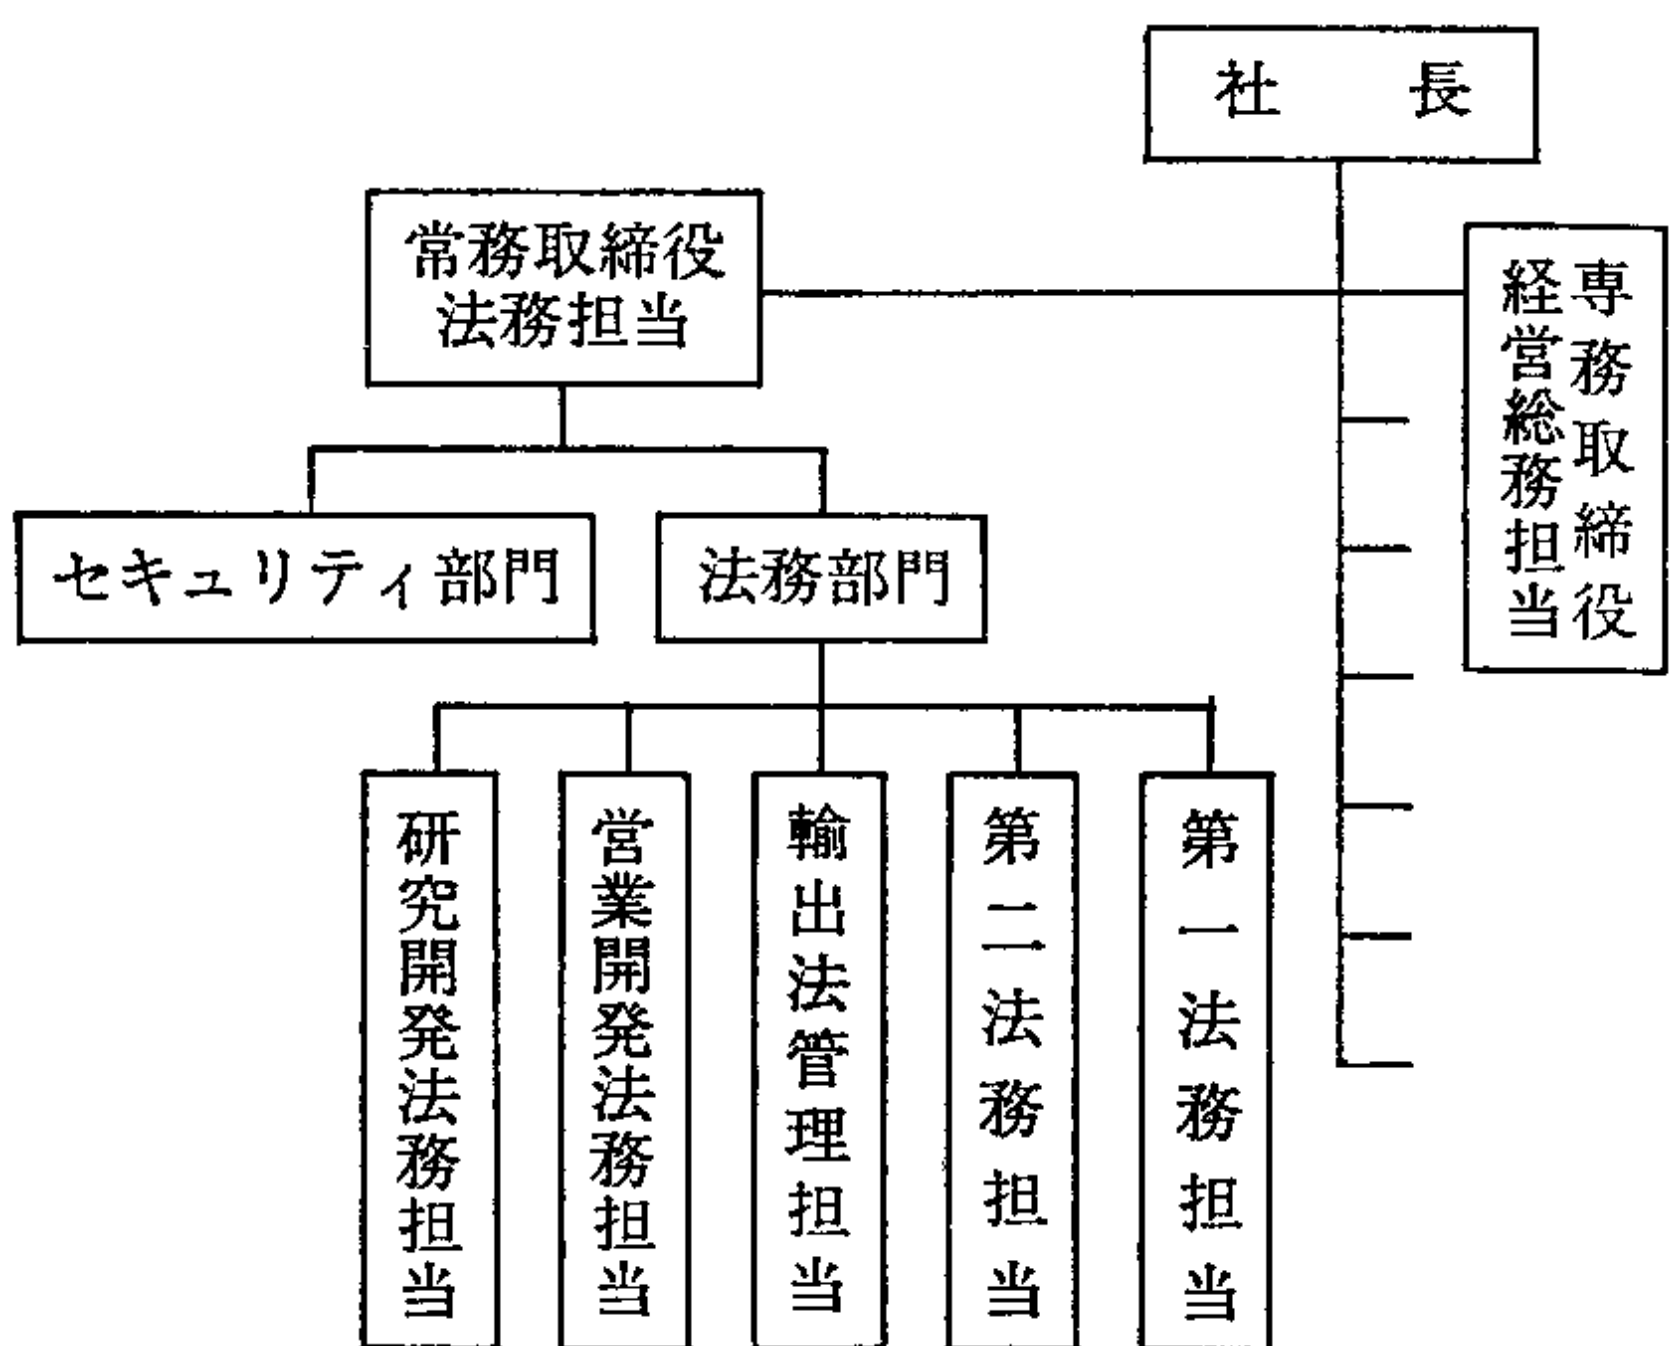 社長
専務取締役
経営総務担当
常務取締役
法務担当
セキュリティ部門
法務部門
第一法務担当
第二法務担当
輸出法管理担当
営業開発法務担当
研究開発法務担当